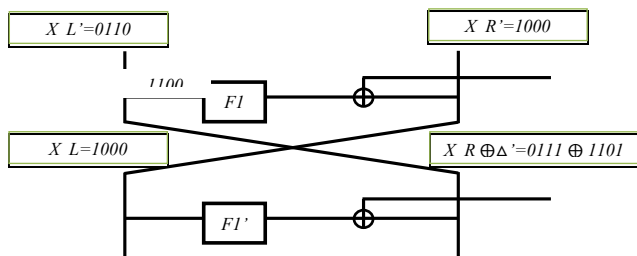 X L’=0110
X R’=1000
1100
F1
X L=1000
X R ⊕ Δ’=0111 ⊕ 1101
F1’